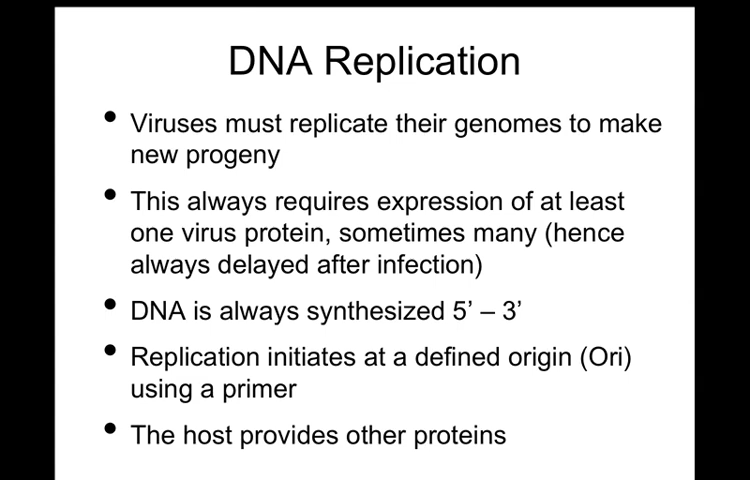 DNA Replication
• Viruses must replicate their genomes to make
new progeny
• This always requires expression of at least
one virus protein, sometimes many (hence
always delayed after infection)
• DNA is always synthesized 5’ – 3’
• Replication initiates at a defined origin (Ori)
using a primer
• The host provides other proteins